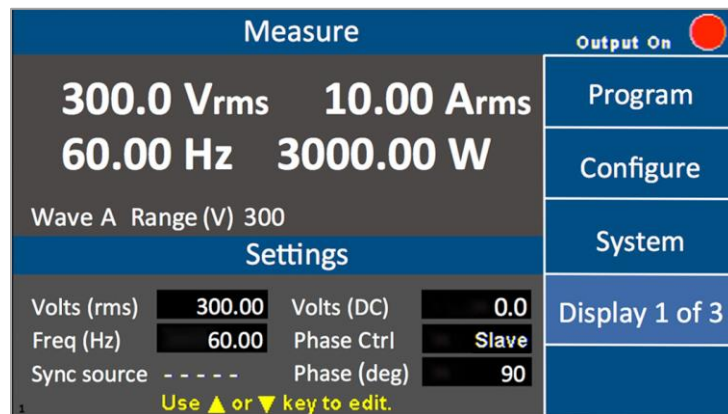 Measure
Output On
300.0 Vrms 10.00 Arms
60.00 Hz 3000.00 W
Wave A Range (V) 300
Settings
Volts (rms) 300.00 Volts (DC) 0.0
Freq (Hz) 60.00 Phase Ctrl Slave
Sync source - - - - - Phase (deg) 90
1
Use ▲ or ▼ key to edit.
Program
Configure
System
Display 1 of 3